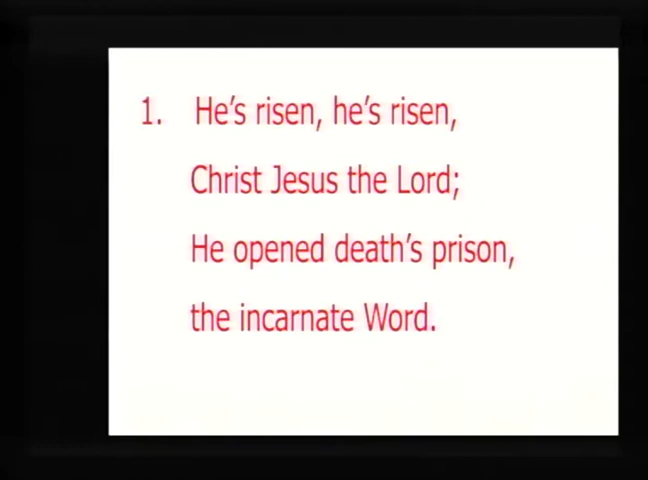 1. He's risen, he's risen,
Christ Jesus the Lord;
He opened death's prison,
the incarnate Word.